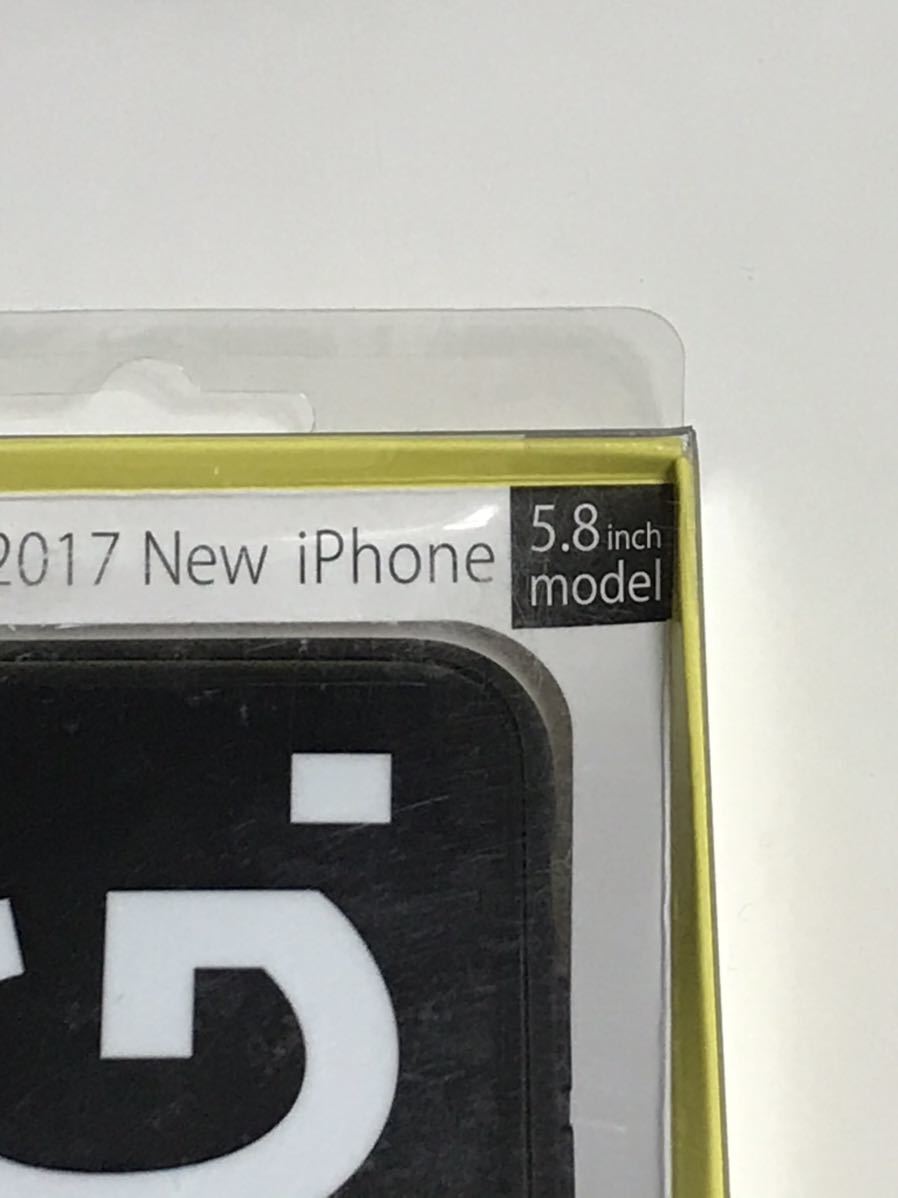 2017 New iPhone
5.8 inch
model